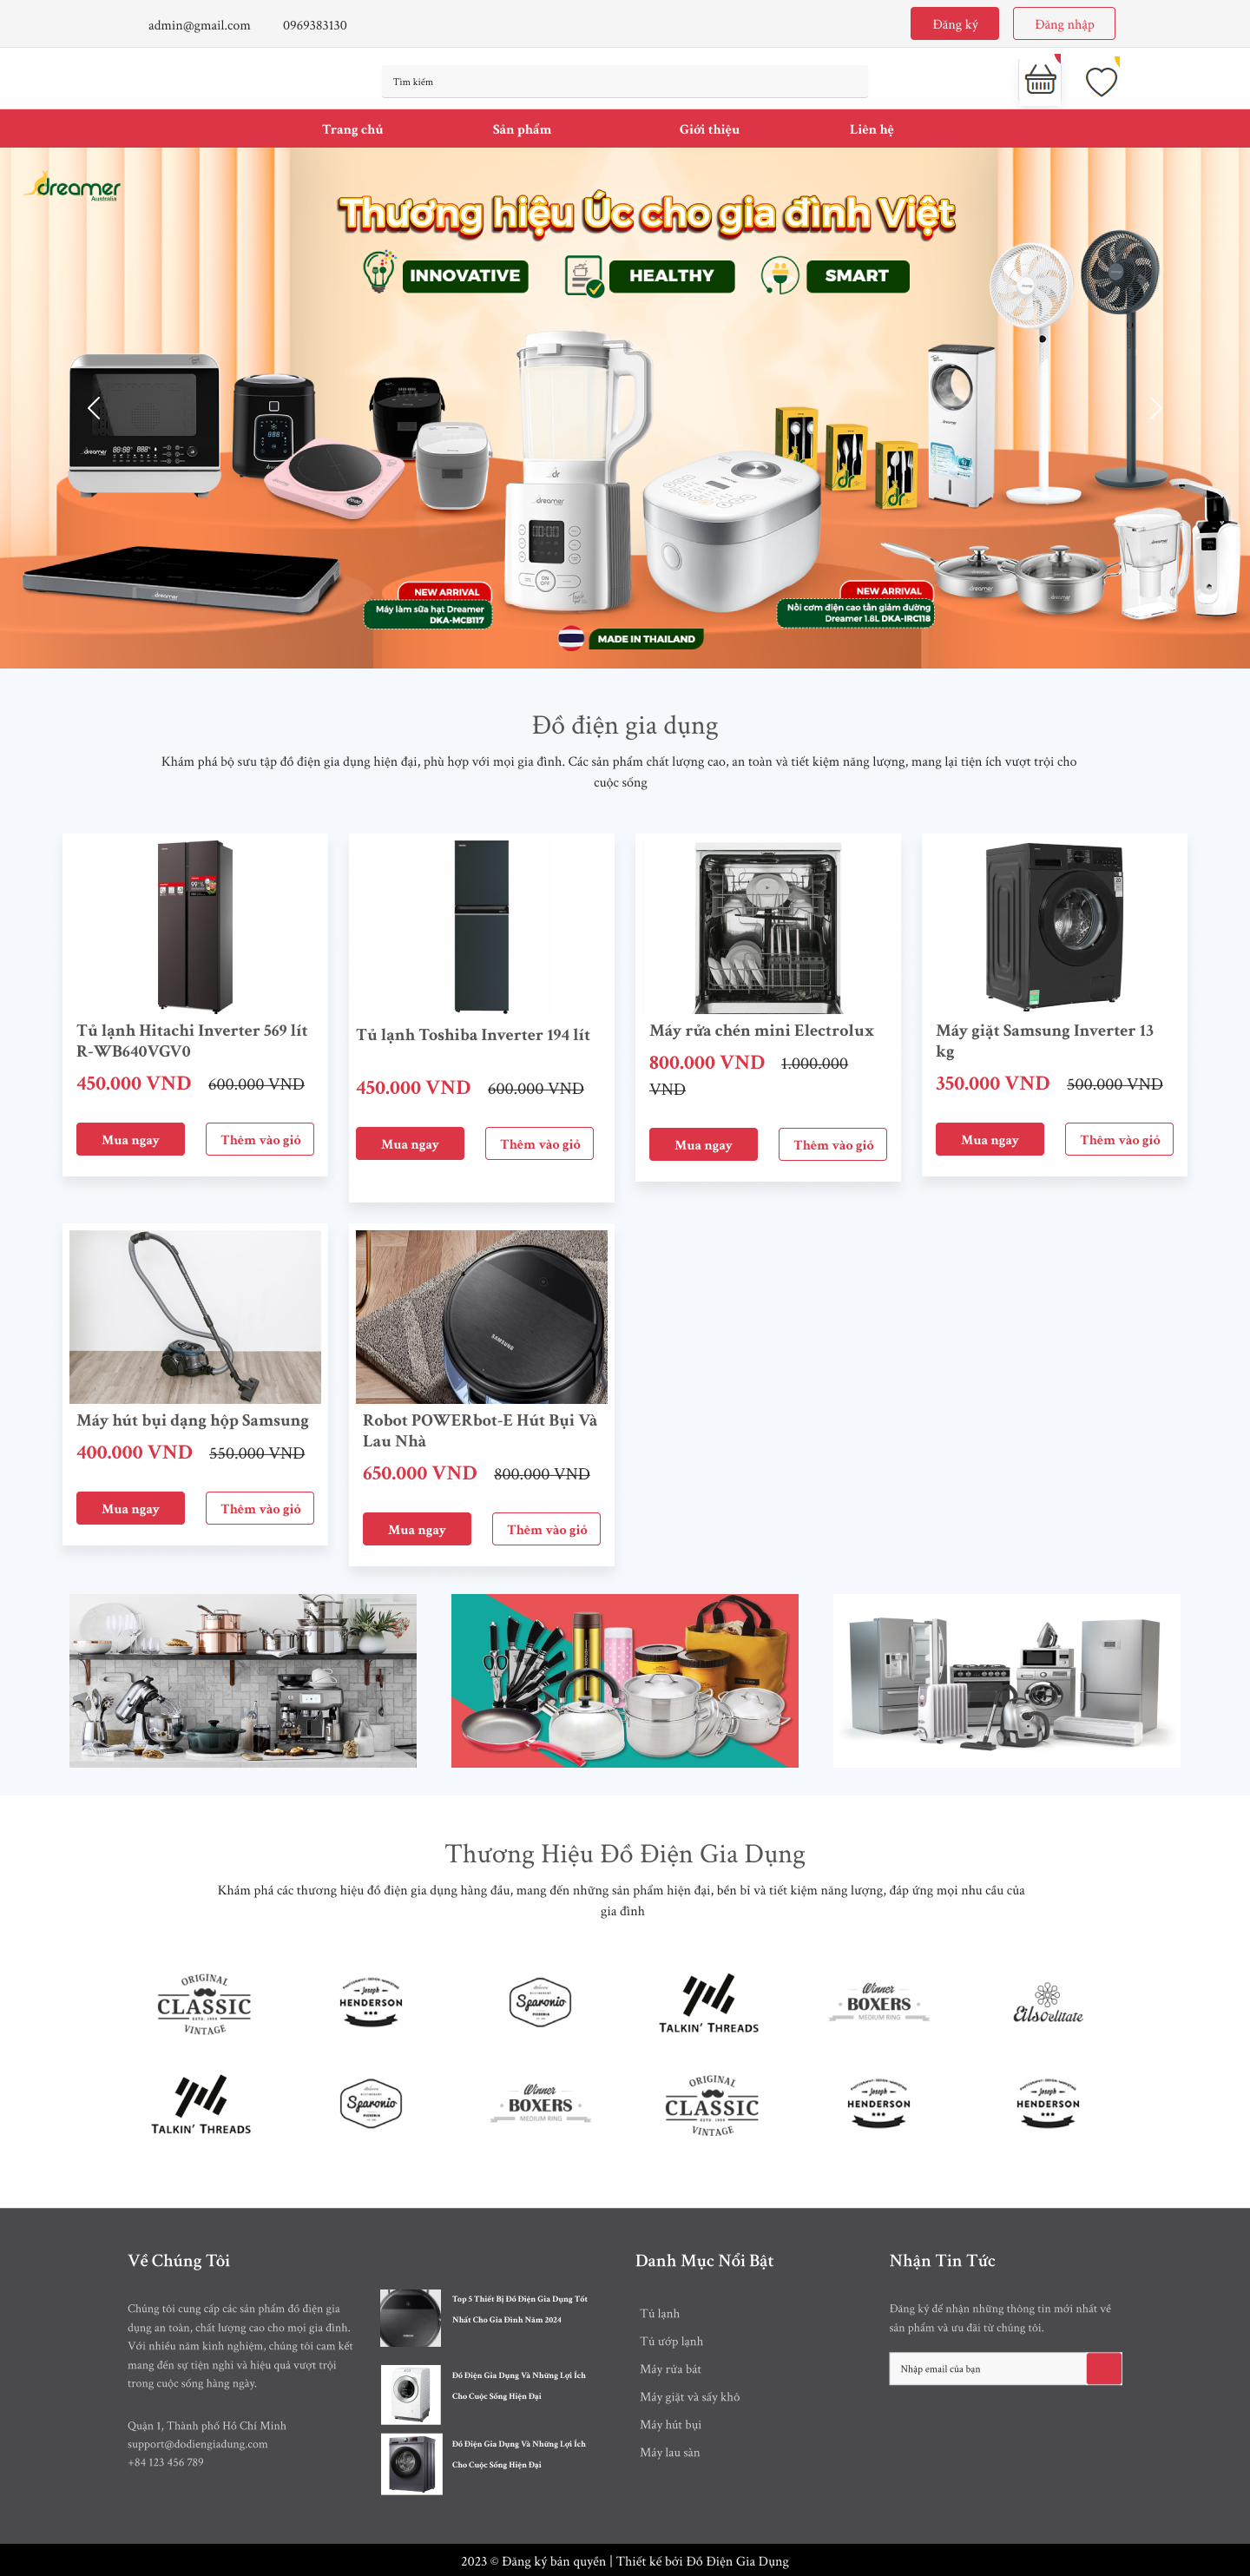 admin@gmail.com 0969383130 Đăng ký Đăng nhập
Tìm kiếm
Trang chủ Sản phẩm Giới thiệu Liên hệ
dreamer
Australia
Thương hiệu Úc cho gia đình Việt
INNOVATIVE HEALTHY SMART
NEW ARRIVAL
Máy làm sữa hạt Dreamer
DKA-MCB117
NEW ARRIVAL
Nồi cơm điện cao tần giảm đường
Dreamer 1.8L DKA-IRC118
MADE IN THAILAND
Đồ điện gia dụng
Khám phá bộ sưu tập đồ điện gia dụng hiện đại, phù hợp với mọi gia đình. Các sản phẩm chất lượng cao, an toàn và tiết kiệm năng lượng, mang lại tiện ích vượt trội cho
cuộc sống
Tủ lạnh Hitachi Inverter 569 lít
R-WB640VGV0
450.000 VND 600.000 VND
Mua ngay Thêm vào giỏ
Tủ lạnh Toshiba Inverter 194 lít
450.000 VND 600.000 VND
Mua ngay Thêm vào giỏ
Máy rửa chén mini Electrolux
800.000 VND 1.000.000
VND
Mua ngay Thêm vào giỏ
Máy giặt Samsung Inverter 13
kg
350.000 VND 500.000 VND
Mua ngay Thêm vào giỏ
Máy hút bụi dạng hộp Samsung
400.000 VND 550.000 VND
Mua ngay Thêm vào giỏ
SAMSUNG
Robot POWERbot-E Hút Bụi Và
Lau Nhà
650.000 VND 800.000 VND
Mua ngay Thêm vào giỏ
Thương Hiệu Đồ Điện Gia Dụng
Khám phá các thương hiệu đồ điện gia dụng hàng đầu, mang đến những sản phẩm hiện đại, bền bỉ và tiết kiệm năng lượng, đáp ứng mọi nhu cầu của
gia đình
ORIGINAL
CLASSIC
VINTAGE
Joseph
HENDERSON
Sparonio
TALKIN' THREADS
Winner
BOXERS
MEDIUM RING
TALKIN' THREADS
Sparonio
Winner
BOXERS
MEDIUM RING
ORIGINAL
CLASSIC
VINTAGE
Joseph
HENDERSON
Joseph
HENDERSON
Về Chúng Tôi
Chúng tôi cung cấp các sản phẩm đồ điện gia
dụng an toàn, chất lượng cao cho mọi gia đình.
Với nhiều năm kinh nghiệm, chúng tôi cam kết
mang đến sự tiện nghi và hiệu quả vượt trội
trong cuộc sống hàng ngày.
Quận 1, Thành phố Hồ Chí Minh
support@dodiengiadung.com
+84 123 456 789
Top 5 Thiết Bị Đồ Điện Gia Dụng Tốt
Nhất Cho Gia Đình Năm 2024
Đồ Điện Gia Dụng Và Những Lợi Ích
Cho Cuộc Sống Hiện Đại
Đồ Điện Gia Dụng Và Những Lợi Ích
Cho Cuộc Sống Hiện Đại
Danh Mục Nổi Bật
Tủ lạnh
Tủ ướp lạnh
Máy rửa bát
Máy giặt và sấy khô
Máy hút bụi
Máy lau sàn
Nhận Tin Tức
Đăng ký để nhận những thông tin mới nhất về
sản phẩm và ưu đãi từ chúng tôi.
Nhập email của bạn
2023 © Đăng ký bản quyền | Thiết kế bởi Đồ Điện Gia Dụng